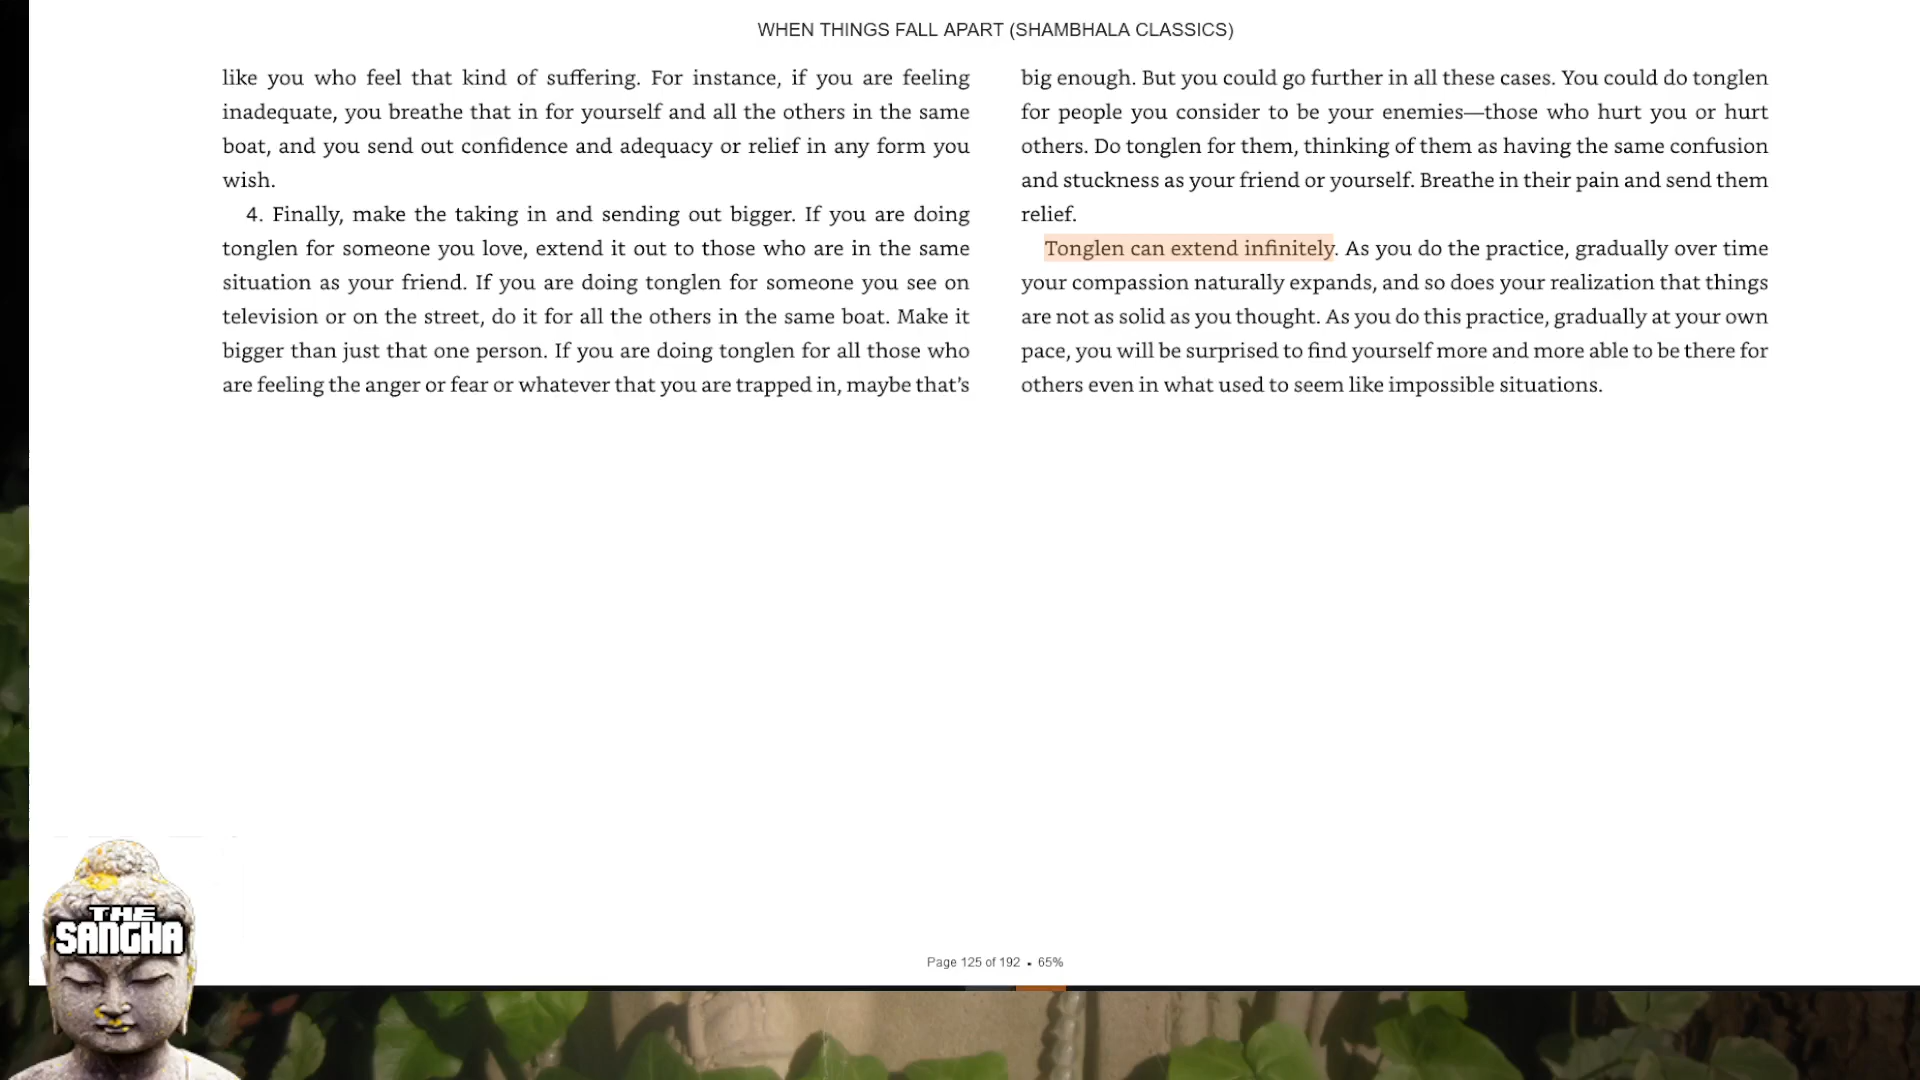 WHEN THINGS FALL APART (SHAMBHALA CLASSICS)
like you who feel that kind of suffering. For instance, if you are feeling
inadequate, you breathe that in for yourself and all the others in the same
boat, and you send out confidence and adequacy or relief in any form you
wish.
4. Finally, make the taking in and sending out bigger. If you are doing
tonglen for someone you love, extend it out to those who are in the same
situation as your friend. If you are doing tonglen for someone you see on
television or on the street, do it for all the others in the same boat. Make it
bigger than just that one person. If you are doing tonglen for all those who
are feeling the anger or fear or whatever that you are trapped in, maybe that's
big enough. But you could go further in all these cases. You could do tonglen
for people you consider to be your enemies—those who hurt you or hurt
others. Do tonglen for them, thinking of them as having the same confusion
and stuckness as your friend or yourself. Breathe in their pain and send them
relief.
Tonglen can extend infinitely. As you do the practice, gradually over time
your compassion naturally expands, and so does your realization that things
are not as solid as you thought. As you do this practice, gradually at your own
pace, you will be surprised to find yourself more and more able to be there for
others even in what used to seem like impossible situations.
THE
SANGHA
Page 125 of 192 • 65%